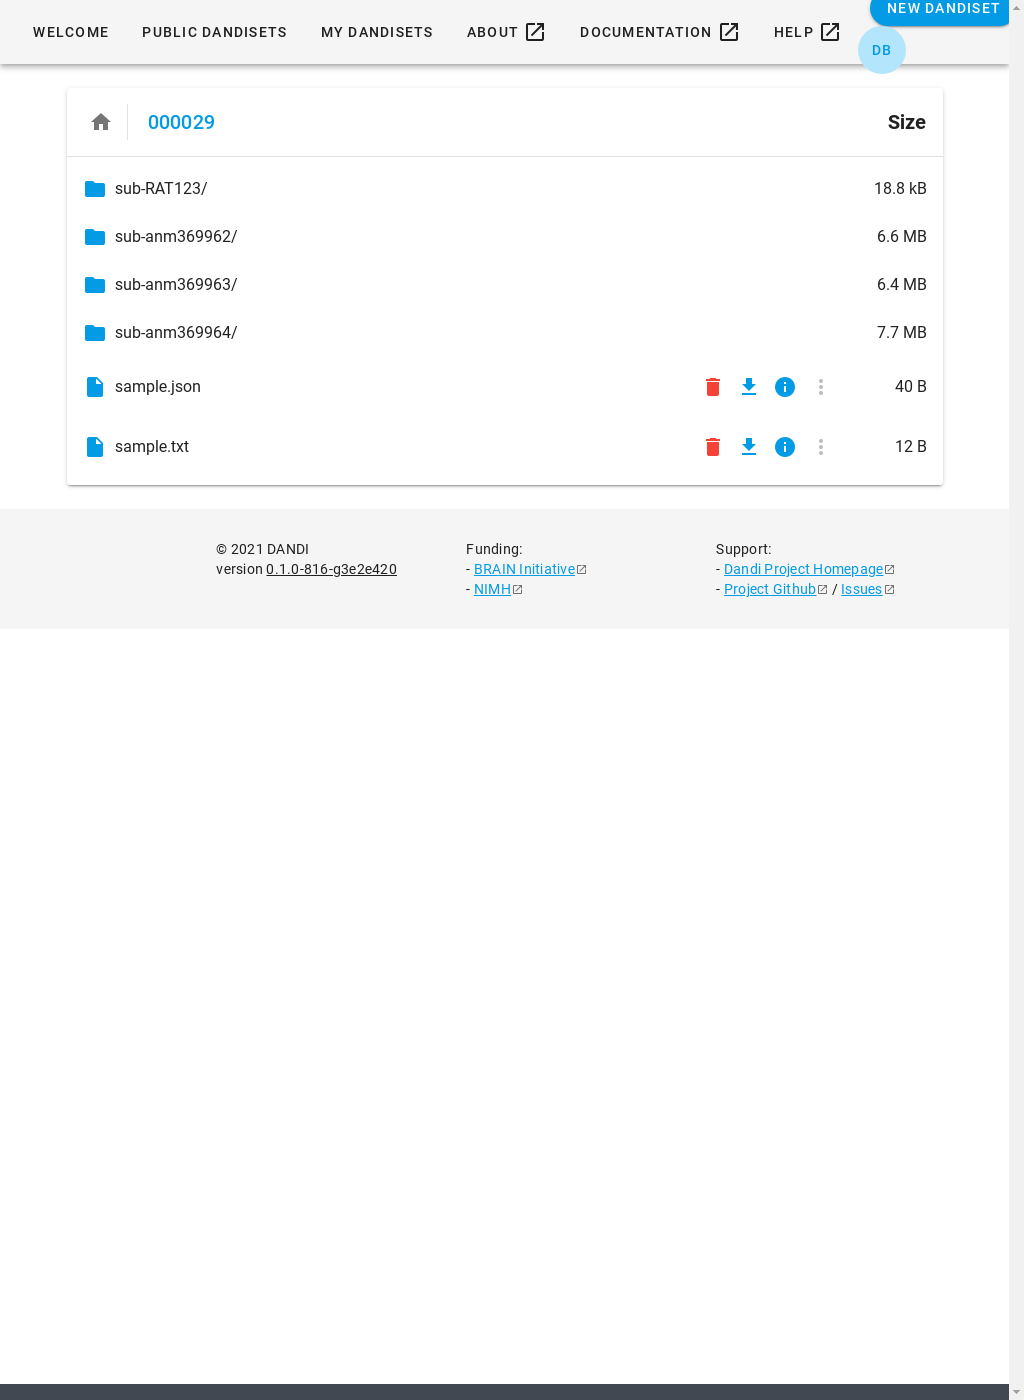 NEW DANDISET
WELCOME PUBLIC DANDISETS MY DANDISETS ABOUT DOCUMENTATION HELP
DB
000029 Size
sub-RAT123/ 18.8 kB
sub-anm369962/ 6.6 MB
sub-anm369963/ 6.4 MB
sub-anm369964/ 7.7 MB
sample.json 40 B
sample.txt 12 B
© 2021 DANDI
version 0.1.0-816-g3e2e420
Funding:
- BRAIN Initiative
- NIMH
Support:
- Dandi Project Homepage
- Project Github / Issues